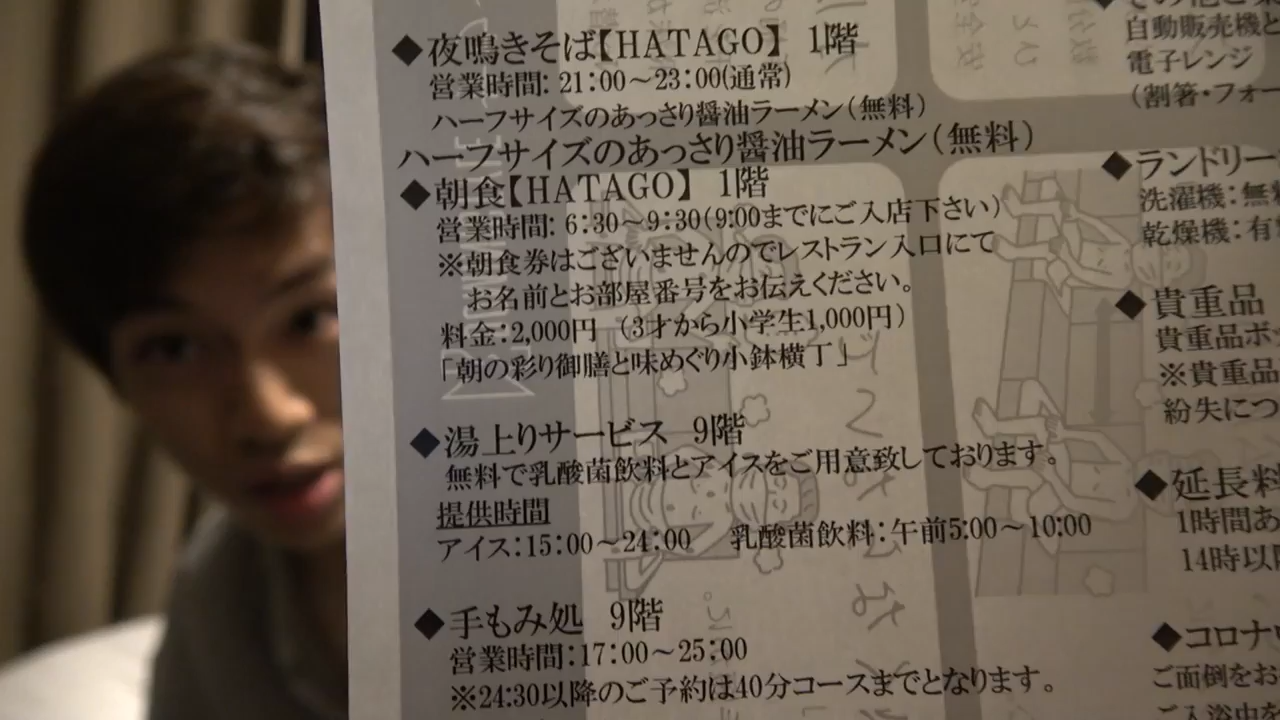 ◆夜鳴きそば【HATAGO】 1階
営業時間: 21:00～23:00(通常)
ハーフサイズのあっさり醤油ラーメン(無料)
ハーフサイズのあっさり醤油ラーメン(無料)
◆朝食【HATAGO】 1階
営業時間: 6:30～9:30(9:00までにご入店下さい)
※朝食券はございませんのでレストラン入口にて
お名前とお部屋番号をお伝えください。
料金:2,000円 (3才から小学生1,000円)
「朝の彩り御膳と味めぐり小鉢横丁」
◆湯上りサービス 9階
無料で乳酸菌飲料とアイスをご用意致しております。
提供時間
アイス:15:00～24:00 乳酸菌飲料:午前5:00～10:00
◆手もみ処 9階
営業時間:17:00～25:00
※24:30以降のご予約は40分コースまでとなります。
自動販売機と
電子レンジ
(割箸・フォー
◆ランドリー
洗濯機:無
乾燥機:有
◆貴重品
貴重品ボ
※貴重品
紛失につ
◆延長料
1時間あ
14時以
◆コロナ
ご面倒をお
ご入浴中